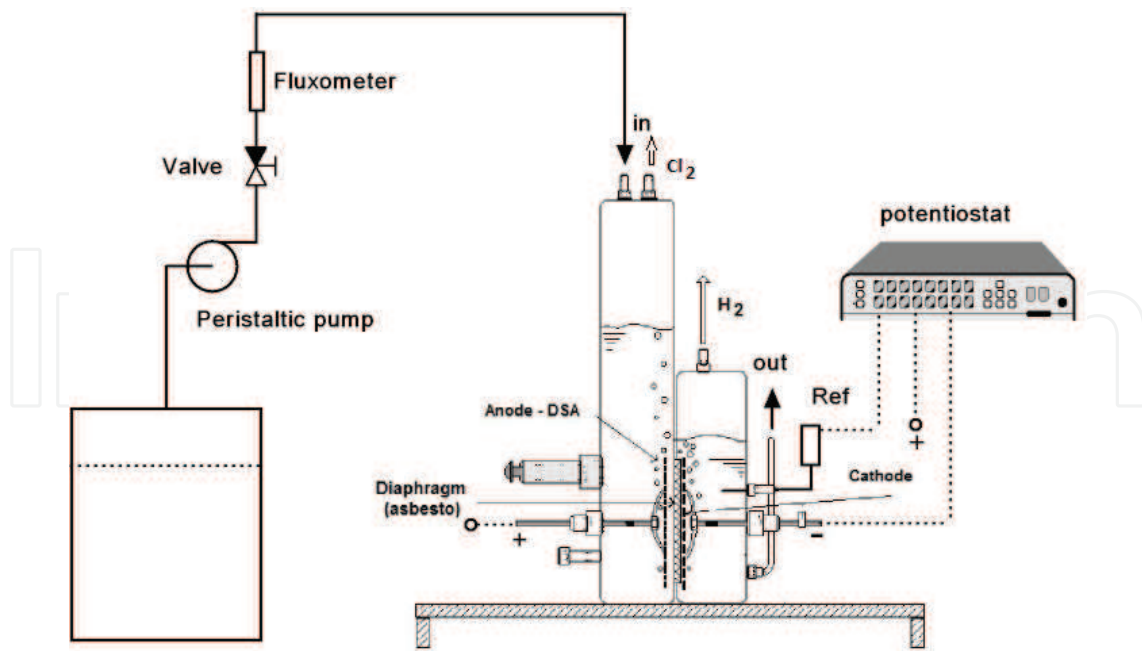 Fluxometer
Valve
Peristaltic pump
in
Cl2
potentiostat
H2
out
Ref
Anode - DSA
Cathode
Diaphragm
(asbesto)
+
+
-